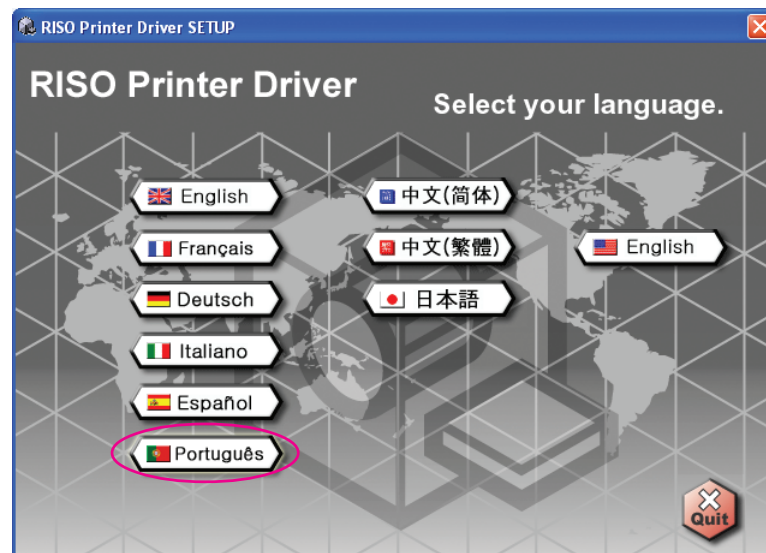 RISO Printer Driver SETUP
RISO Printer Driver
Select your language.
English
Français
Deutsch
Italiano
Español
Português
中文(简体)
中文(繁體)
日本語
English
Quit